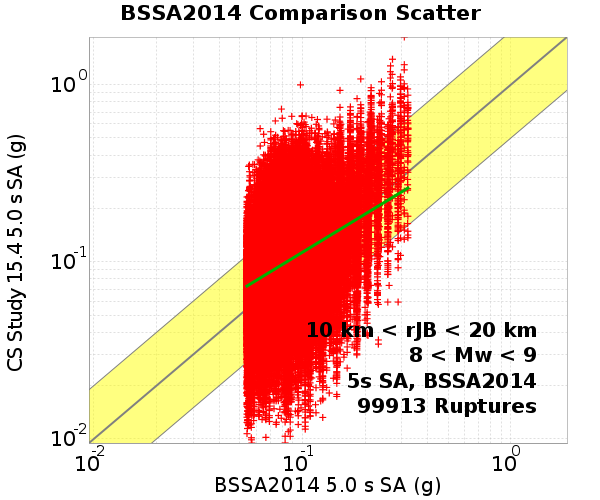 BSSA2014 Comparison Scatter
CS Study 15.4 5.0 s SA (g)
10⁰
10⁻¹
10⁻²
10 km < rJB < 20 km
8 < Mw < 9
5s SA, BSSA2014
99913 Ruptures
10⁻² 10⁻¹ 10⁰
BSSA2014 5.0 s SA (g)